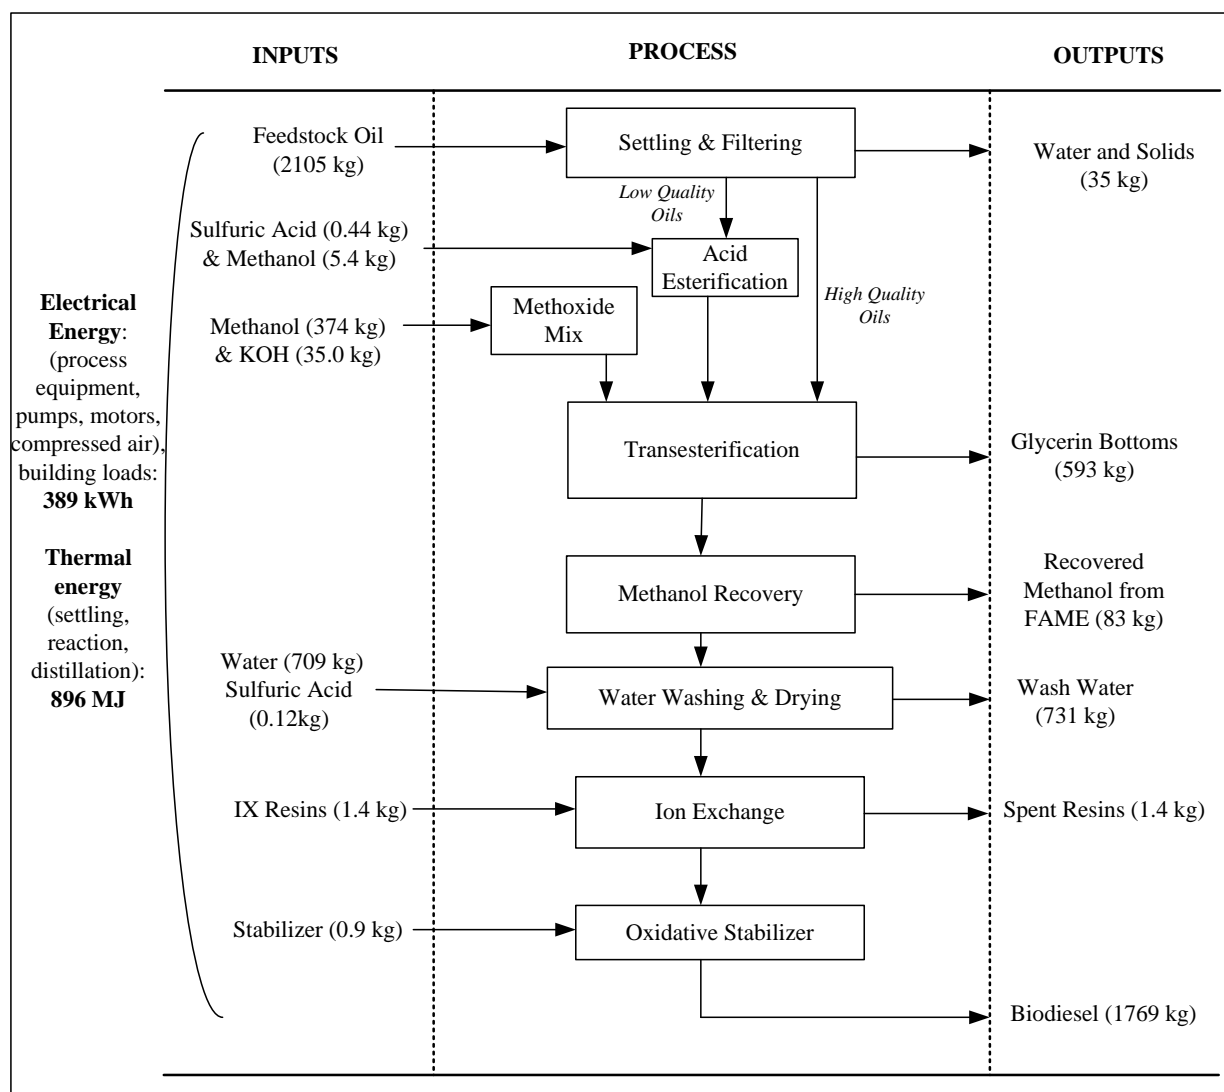 INPUTS
PROCESS
OUTPUTS
Feedstock Oil
(2105 kg)
Settling & Filtering
Water and Solids
(35 kg)
Low Quality
Oils
Sulfuric Acid (0.44 kg)
& Methanol (5.4 kg)
Acid
Esterification
High Quality
Oils
Methanol (374 kg)
& KOH (35.0 kg)
Methoxide
Mix
Electrical
Energy:
(process
equipment,
pumps, motors,
compressed air),
building loads:
389 kWh
Thermal
energy
(settling,
reaction,
distillation):
896 MJ
Transesterification
Glycerin Bottoms
(593 kg)
Methanol Recovery
Recovered
Methanol from
FAME (83 kg)
Water (709 kg)
Sulfuric Acid
(0.12kg)
Water Washing & Drying
Wash Water
(731 kg)
IX Resins (1.4 kg)
Ion Exchange
Spent Resins (1.4 kg)
Stabilizer (0.9 kg)
Oxidative Stabilizer
Biodiesel (1769 kg)